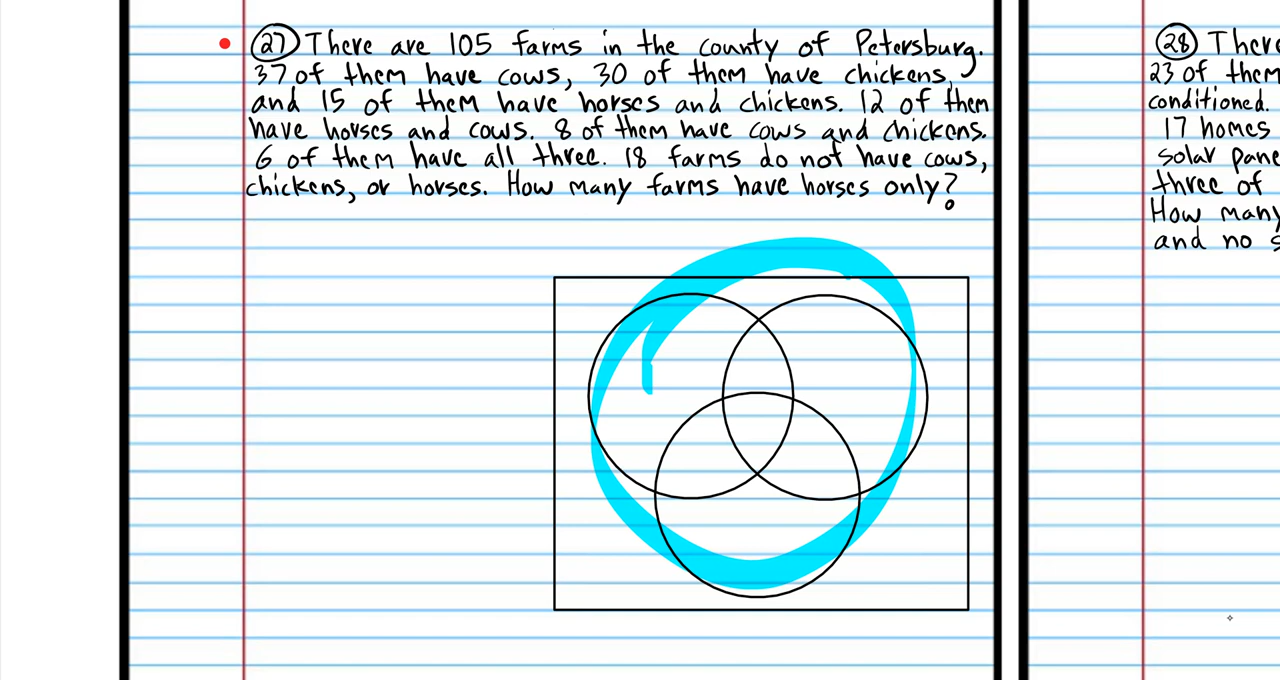 27 There are 105 farms in the county of Petersburg.
37 of them have cows, 30 of them have chickens,
and 15 of them have horses and chickens. 12 of them
have horses and cows. 8 of them have cows and chickens.
6 of them have all three. 18 farms do not have cows,
chickens, or horses. How many farms have horses only?
28 There
23 of them
conditioned.
17 homes
solar pane
three of
How many
and no s